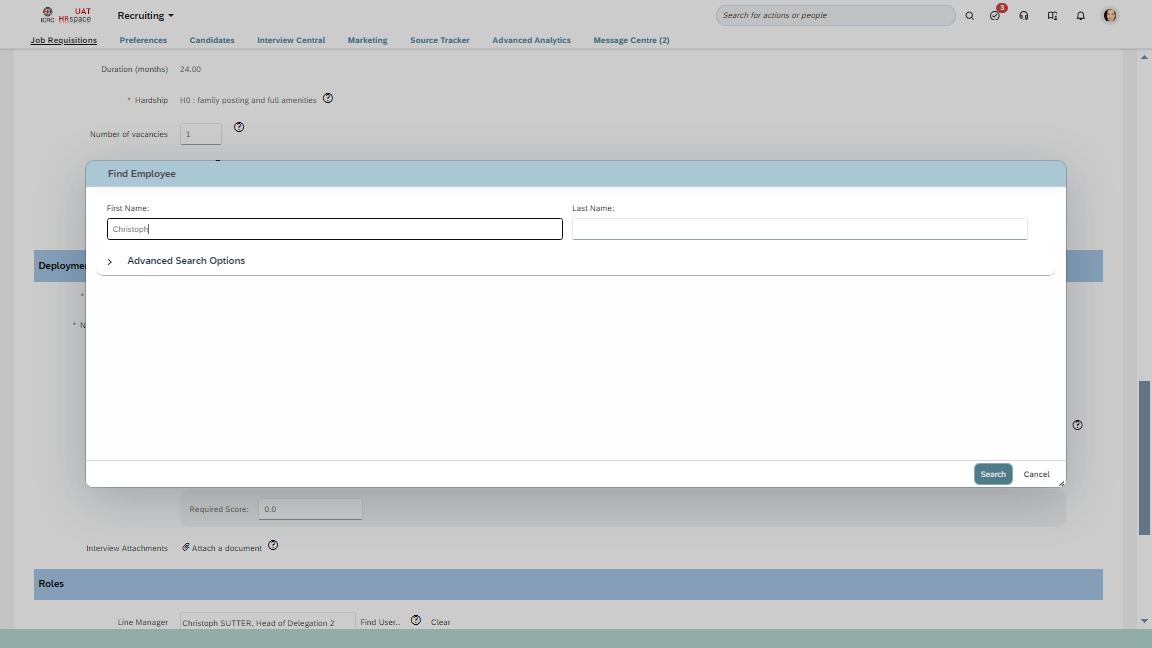 UAT
ICRC HRspace
Recruiting
Search for actions or people
3
Job Requisitions Preferences Candidates Interview Central Marketing Source Tracker Advanced Analytics Message Centre (2)
Duration (months) 24.00
* Hardship H0 : family posting and full amenities
Number of vacancies 1
Find Employee
First Name: Last Name:
Christoph
Advanced Search Options
Deployme
*
* N
Search Cancel
Required Score: 0.0
Interview Attachments Attach a document
Roles
Line Manager Christoph SUTTER, Head of Delegation 2 Find User... Clear